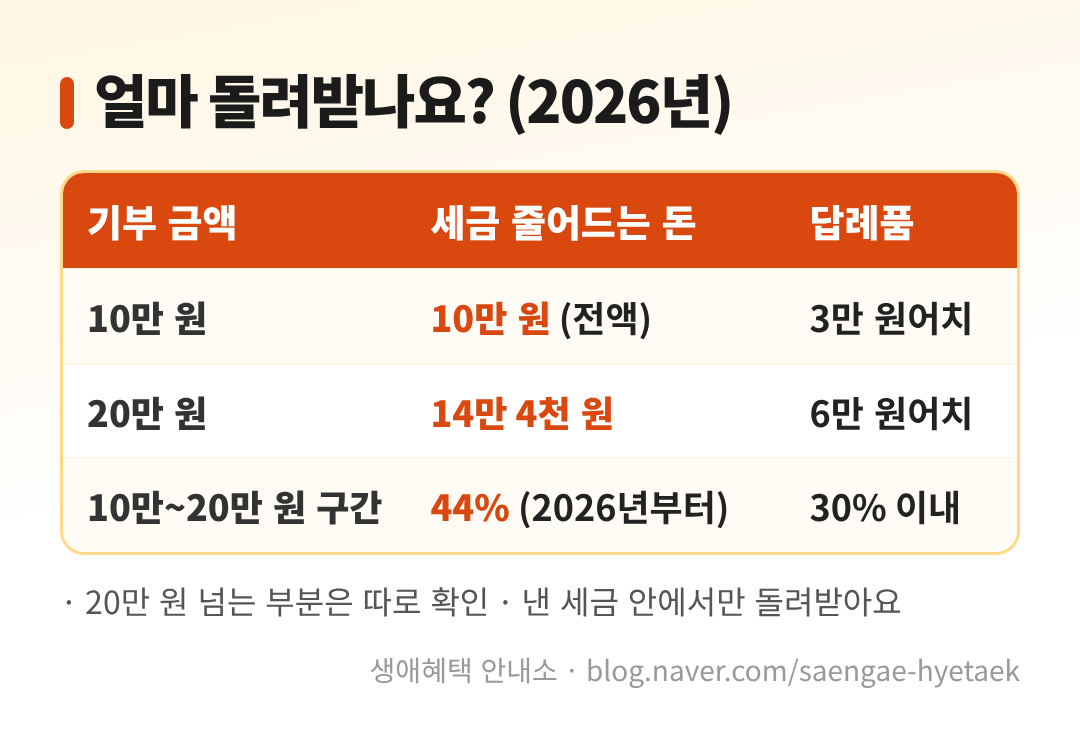 얼마 돌려받나요? (2026년)
기부 금액 세금 줄어드는 돈 답례품
10만 원 10만 원 (전액) 3만 원어치
20만 원 14만 4천 원 6만 원어치
10만~20만 원 구간 44% (2026년부터) 30% 이내
· 20만 원 넘는 부분은 따로 확인 · 낸 세금 안에서만 돌려받아요
생애혜택 안내소 · blog.naver.com/saengae-hyetaek